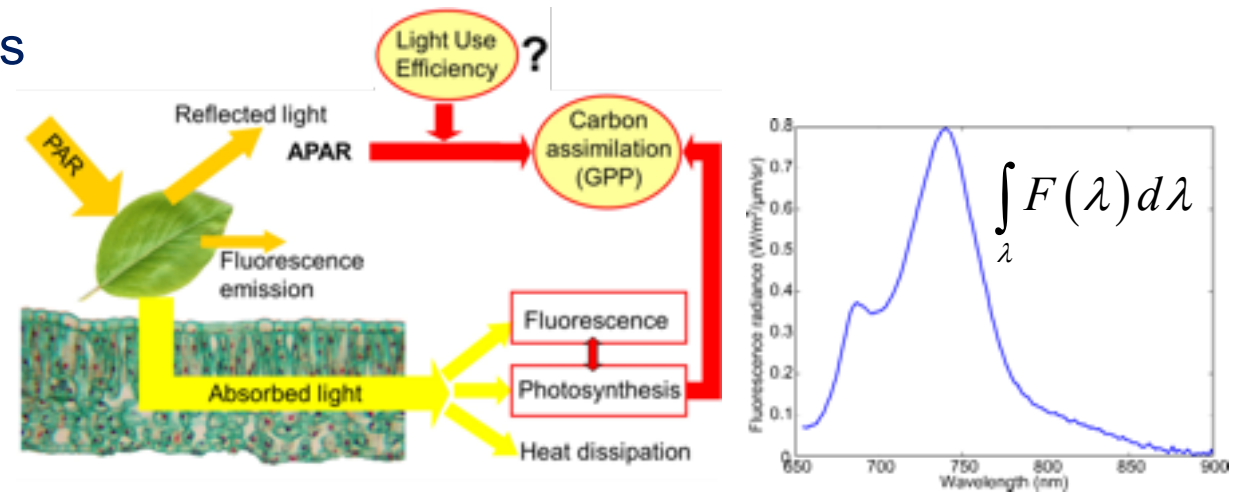 s
Light Use
Efficiency
?
Reflected light
PAR
APAR
Carbon
assimilation
(GPP)
Fluorescence
emission
Fluorescence
Photosynthesis
Absorbed light
Heat dissipation
0.8
0.7
0.6
0.5
0.4
0.3
0.2
0.1
0
Fluorescence radiance (W/m²/μm/sr)
∫ F(λ)dλ
λ
650 700 750 800 850 900
Wavelength (nm)